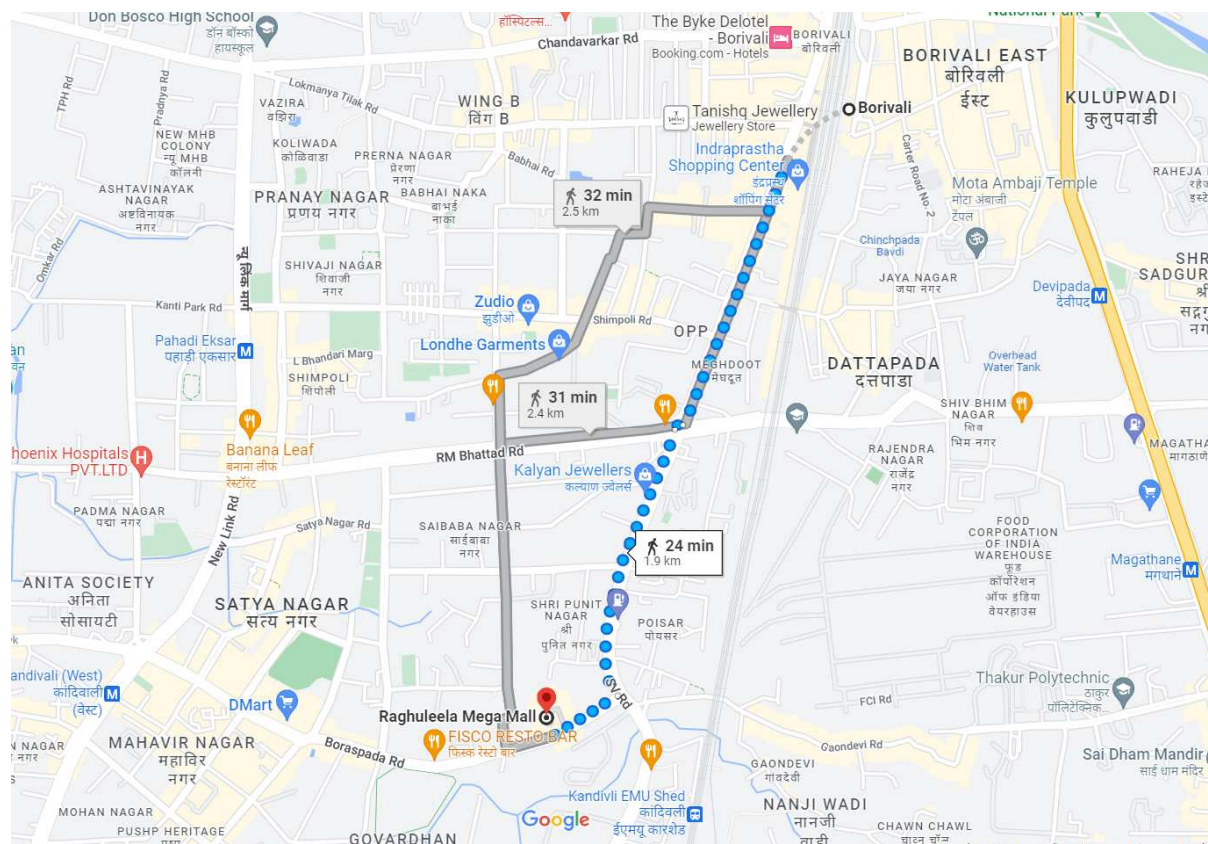 Don Bosco High School
डॉन बॉस्को
हायस्कूल
हॉस्पिटल्स...
The Byke Delotel
- Borivali
Booking.com - Hotels
BORIVALI
बोरिवली
National Park
Chandavarkar Rd
BORIVALI EAST
बोरिवली
ईस्ट
KULUPWADI
कुलुपवाडी
TPH Rd
Pradnya Rd
Lokmanya Tilak Rd
VAZIRA
वझिरा
WING B
विंग B
Tanishq Jewellery
Jewellery Store
Borivali
NEW MHB
COLONY
न्यू MHB
कॉलनी
KOLIWADA
कोळिवाडा
PRERNA NAGAR
प्रेरणा
नगर
Babhai Rd
Indraprastha
Shopping Center
इंद्रप्रस्थ
शॉपिंग सेंटर
Carter Road No. 2
RAHEJA
ASHTAVINAYAK
NAGAR
अष्टविनायक
नगर
PRANAY NAGAR
प्रणय नगर
BABHAI NAKA
बाभई
नाका
32 min
2.5 km
Mota Ambaji Temple
मोटा अंबाजी
टेंपल
Omkar Rd
न्यू लिंक मार्ग
SHIVAJI NAGAR
शिवाजी
नगर
Chinchpada
Bavdi
JAYA NAGAR
जया नगर
SHR
SADGUR
श्री
Devipada
देवीपद
Kanti Park Rd
Zudio
झुडीओ
Shimpoli Rd
OPP
Pahadi Eksar
पहाड़ी एकसार
L Bhandari Marg
Londhe Garments
MEGHDOOT
मेघदूत
DATTAPADA
दत्तपाडा
Overhead
Water Tank
SHIMPOLI
शिंपोली
31 min
2.4 km
SHIV BHIM
NAGAR
शिव
भिम नगर
Banana Leaf
बनाना लीफ
रेस्टॉरंट
hoenix Hospitals
PVT.LTD
RM Bhattad Rd
RAJENDRA
NAGAR
राजेंद्र
नगर
MAGATHA
मागठाणे
Kalyan Jewellers
कल्याण ज्वेलर्स
PADMA NAGAR
पद्मा नगर
New Link Rd
Satya Nagar Rd
SAIBABA NAGAR
साईबाबा
नगर
FOOD
CORPORATION
OF INDIA
WAREHOUSE
फूड
कॉर्पोरेशन
ऑफ इंडिया
वेयरहाउस
24 min
1.9 km
Magathane
मगथाने
ANITA SOCIETY
अनिता
सोसायटी
SATYA NAGAR
सत्य नगर
SHRI PUNIT
NAGAR
श्री
पुनित नगर
POISAR
पोयसर
andivali (West)
कांदिवाली
(वेस्ट)
DMart
SV Rd
FCI Rd
Thakur Polytechnic
ठाकुर
पॉलिटेक्निक...
Raghuleela Mega Mall
FISCO RESTO BAR
फिस्क रेस्टो बार
MAHAVIR NAGAR
महाविर
नगर
Boraspada Rd
Gaondevi Rd
Sai Dham Mandir
साई धाम मंदिर
GAONDEVI
गांवदेवी
MOHAN NAGAR
Kandivli EMU Shed
कांदिवली
ईएमयू कारशेड
NANJI WADI
नानजी
वाडी
PUSHP HERITAGE
Google
GOVARDHAN
CHAWN CHAWL